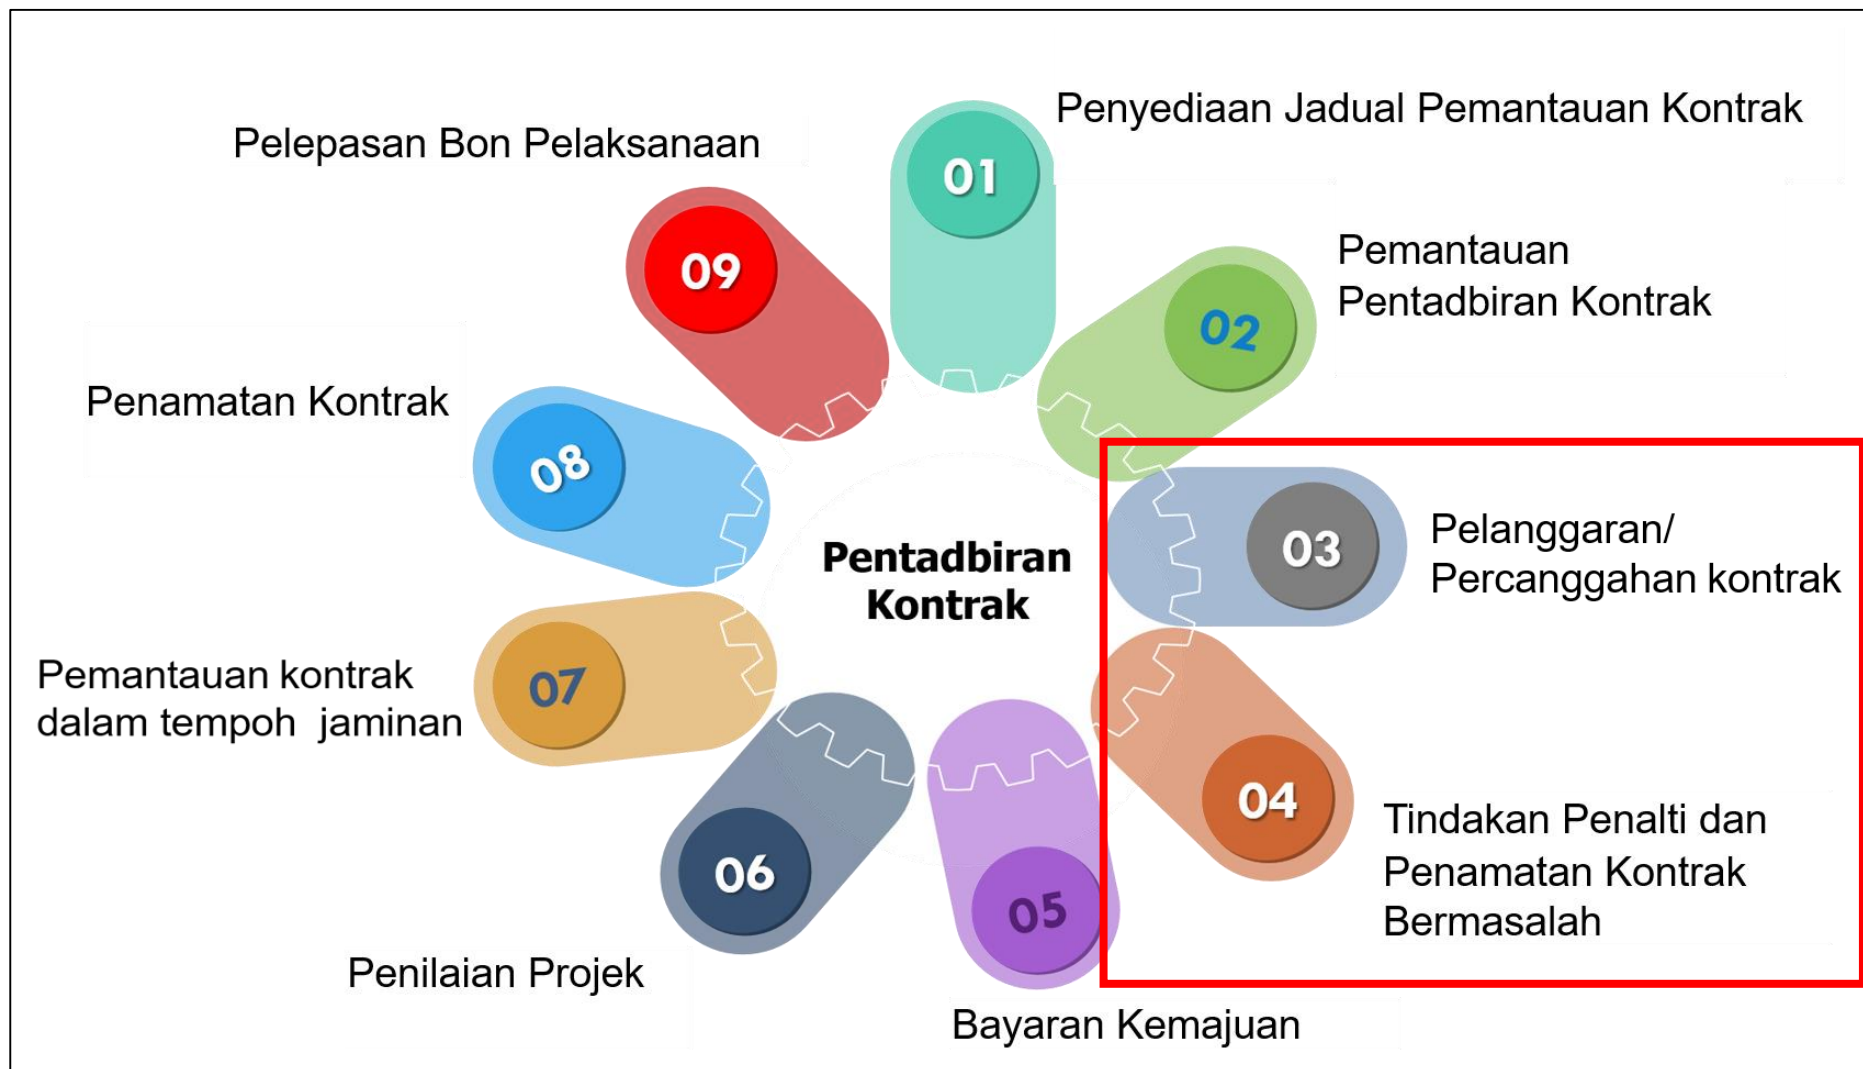 Pentadbiran
Kontrak
01
Penyediaan Jadual Pemantauan Kontrak
02
Pemantauan
Pentadbiran Kontrak
03
Pelanggaran/
Percanggahan kontrak
04
Tindakan Penalti dan
Penamatan Kontrak
Bermasalah
05
Bayaran Kemajuan
06
Penilaian Projek
07
Pemantauan kontrak
dalam tempoh jaminan
08
Penamatan Kontrak
09
Pelepasan Bon Pelaksanaan